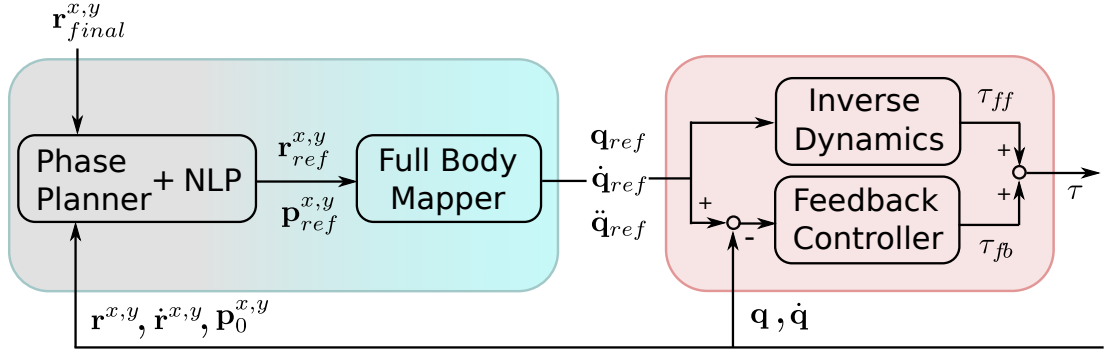 r^{x,y}_{final}
Phase
Planner
+ NLP
r^{x,y}_{ref}
p^{x,y}_{ref}
Full Body
Mapper
q_{ref}
q̇_{ref}
q̈_{ref}
Inverse
Dynamics
τ_{ff}
+
+
-
Feedback
Controller
τ_{fb}
+
τ
r^{x,y}, ṙ^{x,y}, p^{x,y}_0
q , q̇